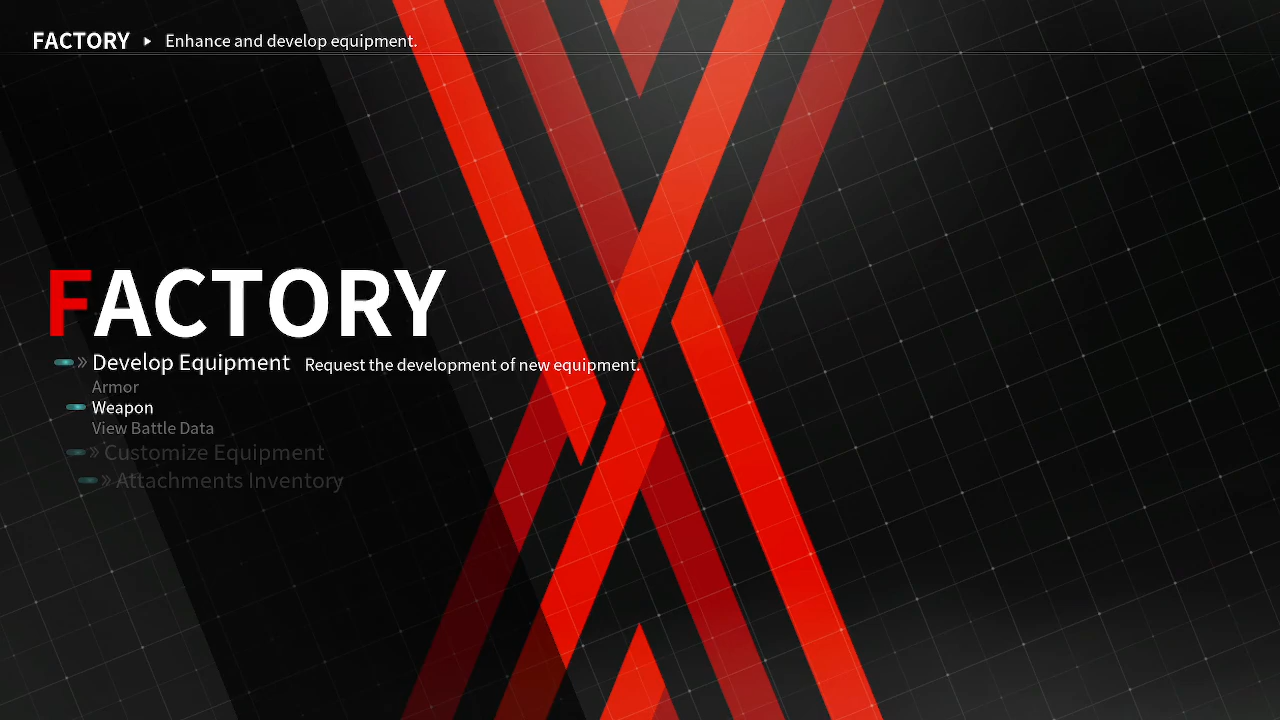 FACTORY ▶ Enhance and develop equipment.
FACTORY
Develop Equipment Request the development of new equipment.
Armor
Weapon
View Battle Data
Customize Equipment
Attachments Inventory